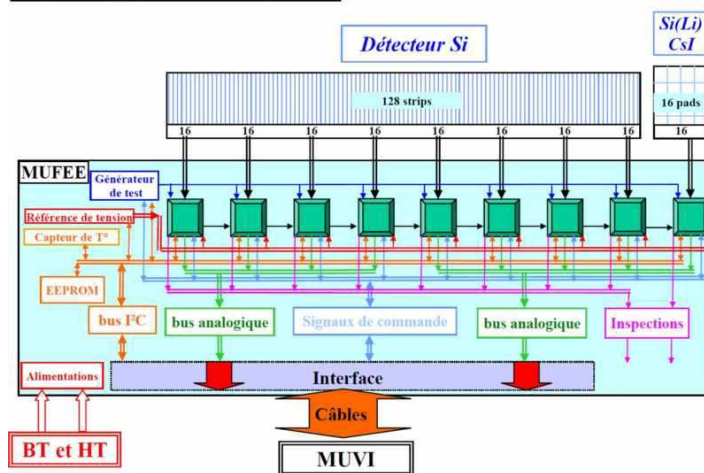 Détecteur Si
Si(Li)
CsI
128 strips
16 pads
16 16 16 16 16 16 16 16 16
MUFEE
Générateur
de test
Référence de tension
Capteur de T°
EEPROM
bus I²C
bus analogique
Signaux de commande
bus analogique
Inspections
Alimentations
Interface
Câbles
BT et HT
MUVI